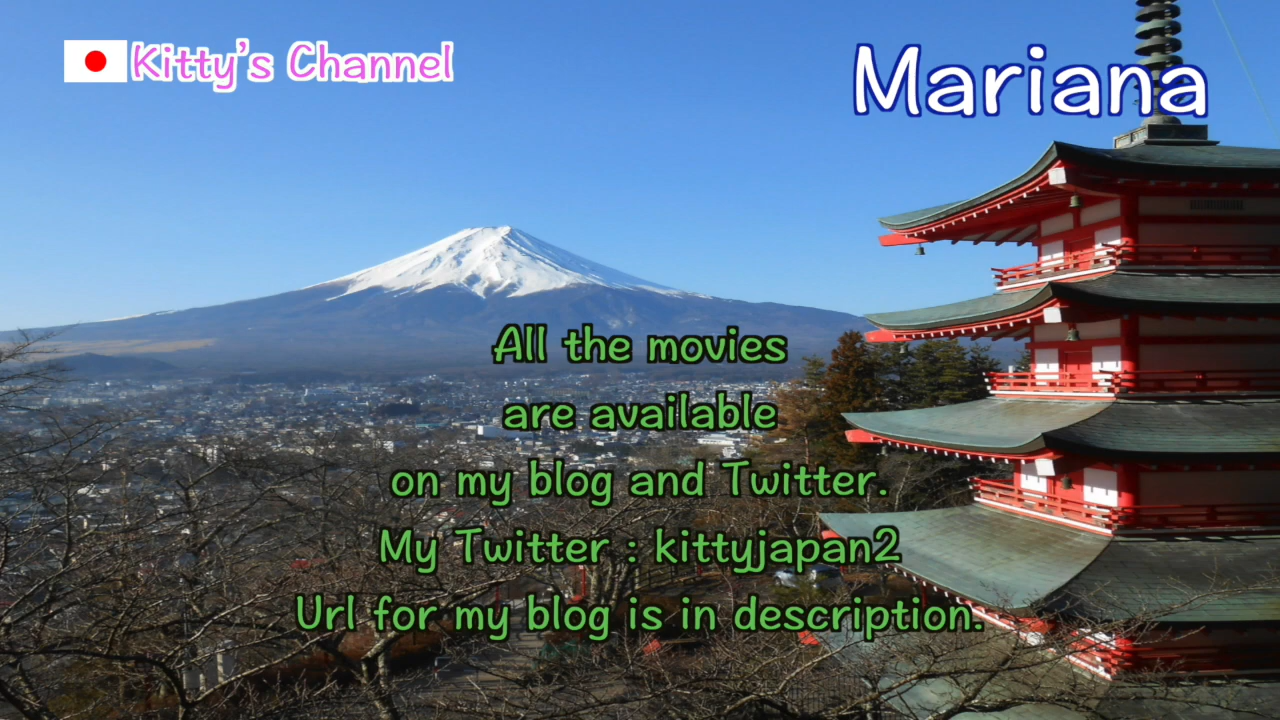 Kitty's Channel
Mariana
All the movies
are available
on my blog and Twitter.
My Twitter : kittyjapan2
Url for my blog is in description.